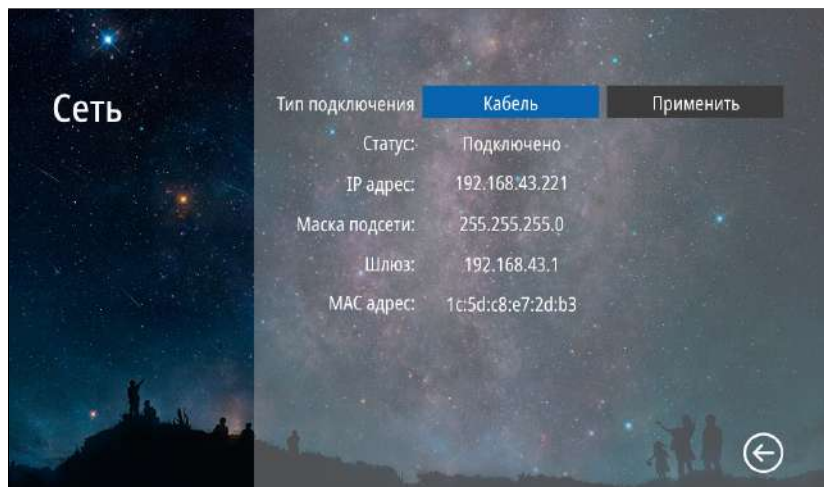 Сеть
Тип подключения Кабель Применить
Статус: Подключено
IP адрес: 192.168.43.221
Маска подсети: 255.255.255.0
Шлюз: 192.168.43.1
MAC адрес: 1c:5d:c8:e7:2d:b3